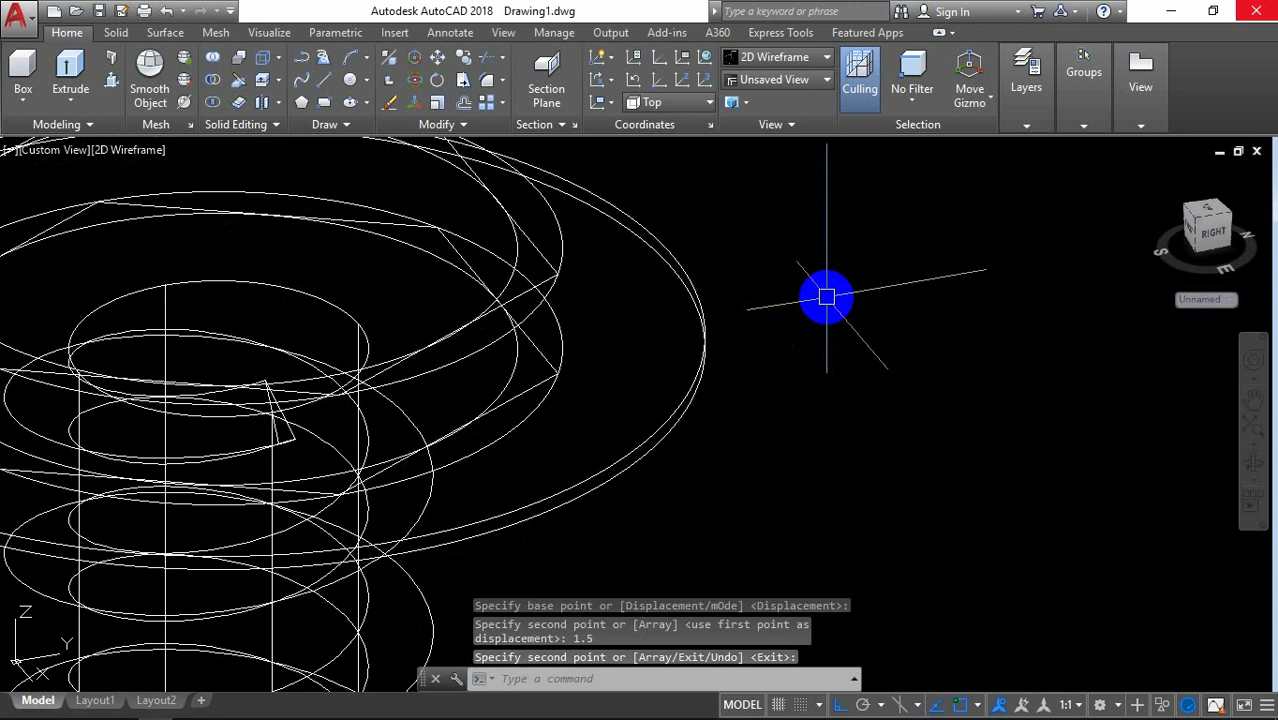 Autodesk AutoCAD 2018 Drawing1.dwg
Type a keyword or phrase
Sign In
Home Solid Surface Mesh Visualize Parametric Insert Annotate View Manage Output Add-ins A360 Express Tools Featured Apps
Box
Extrude
Smooth
Object
Section
Plane
2D Wireframe
Unsaved View
Top
Culling
No Filter
Move
Gizmo
Layers
Groups
View
Modeling
Mesh
Solid Editing
Draw
Modify
Section
Coordinates
View
Selection
[Custom View][2D Wireframe]
RIGHT
N
S
E
Unnamed
Z
Y
X
Specify base point or [Displacement/mOde] <Displacement>:
Specify second point or [Array] <use first point as
displacement>: 1.5
Specify second point or [Array/Exit/Undo] <Exit>:
Type a command
Model Layout1 Layout2 +
MODEL
1:1